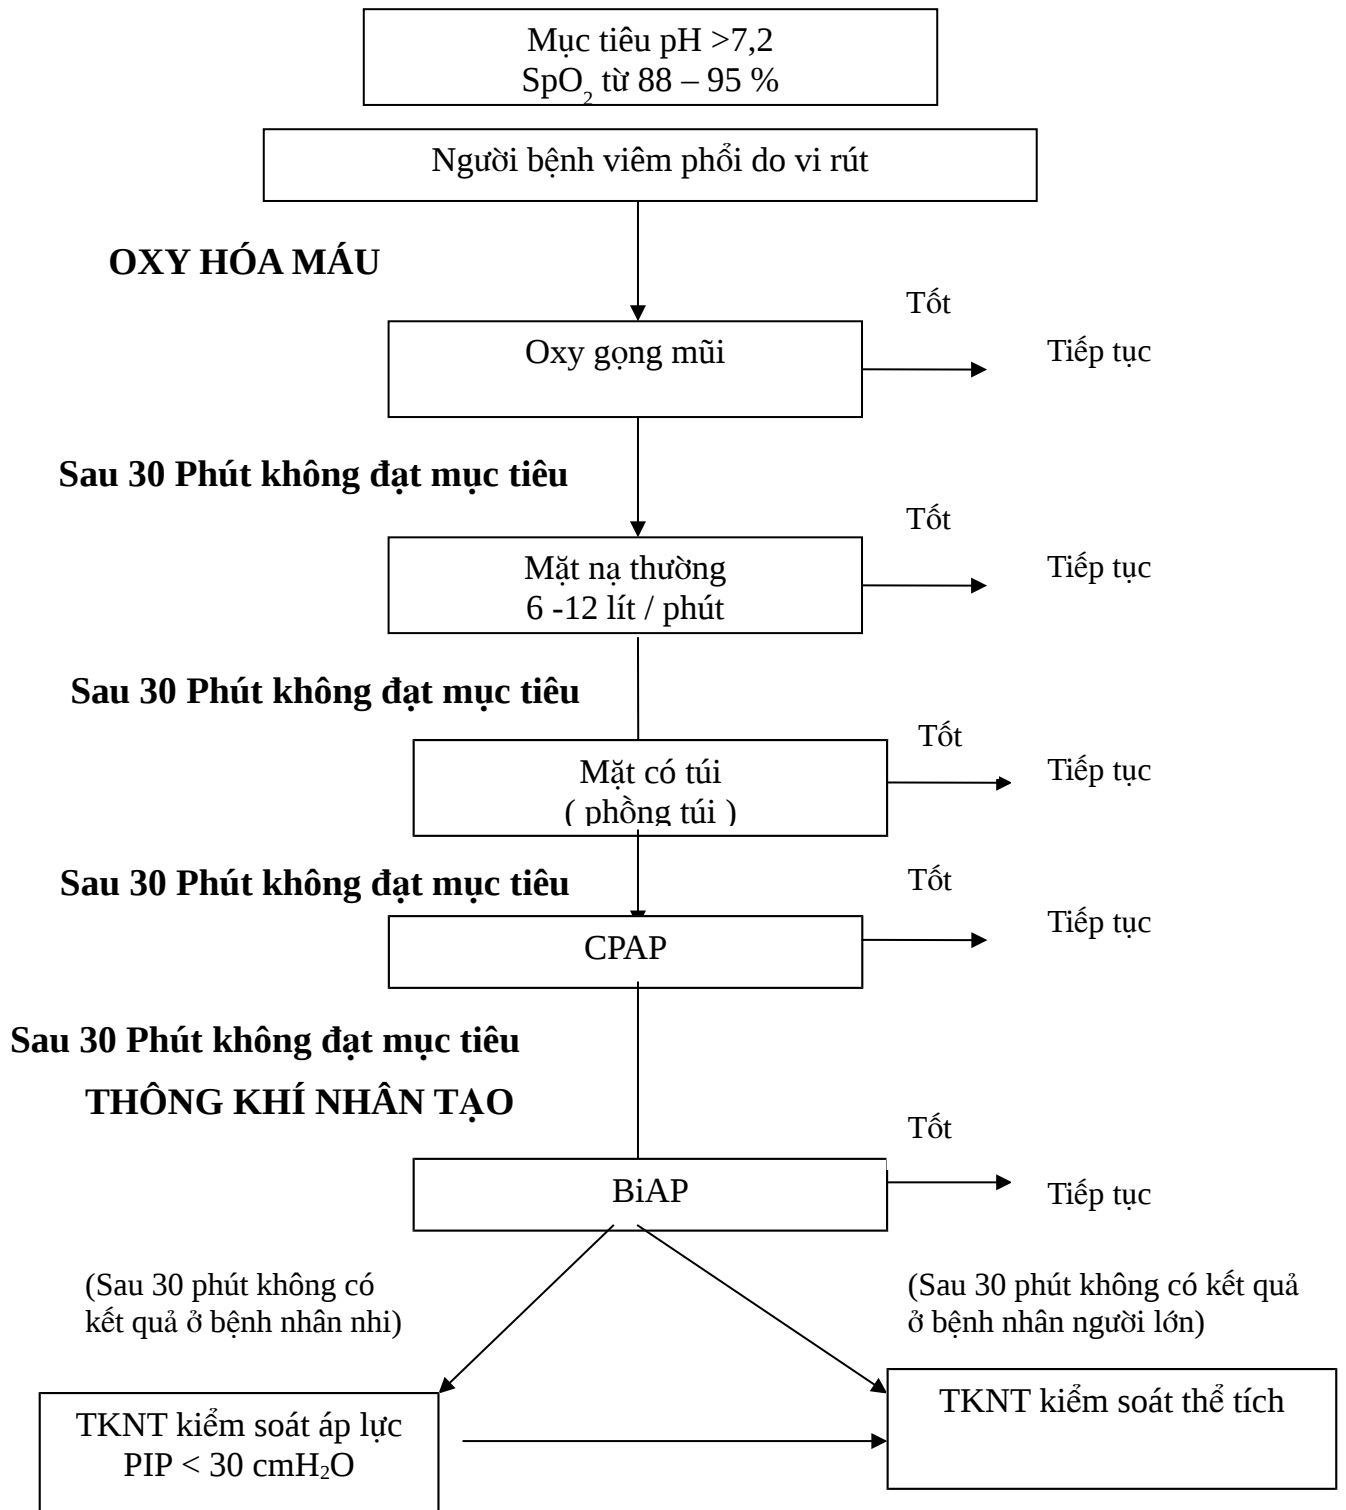 Mục tiêu pH >7,2
SpO2 từ 88 – 95 %
Người bệnh viêm phổi do vi rút
OXY HÓA MÁU
Tốt
Oxy gọng mũi
Tiếp tục
Sau 30 Phút không đạt mục tiêu
Tốt
Mặt nạ thường
6 -12 lít / phút
Tiếp tục
Sau 30 Phút không đạt mục tiêu
Tốt
Mặt có túi
( phồng túi )
Tiếp tục
Sau 30 Phút không đạt mục tiêu
Tốt
CPAP
Tiếp tục
Sau 30 Phút không đạt mục tiêu
THÔNG KHÍ NHÂN TẠO
Tốt
BiAP
Tiếp tục
(Sau 30 phút không có
kết quả ở bệnh nhân nhi)
(Sau 30 phút không có kết quả
ở bệnh nhân người lớn)
TKNT kiểm soát áp lực
PIP < 30 cmH2O
TKNT kiểm soát thể tích